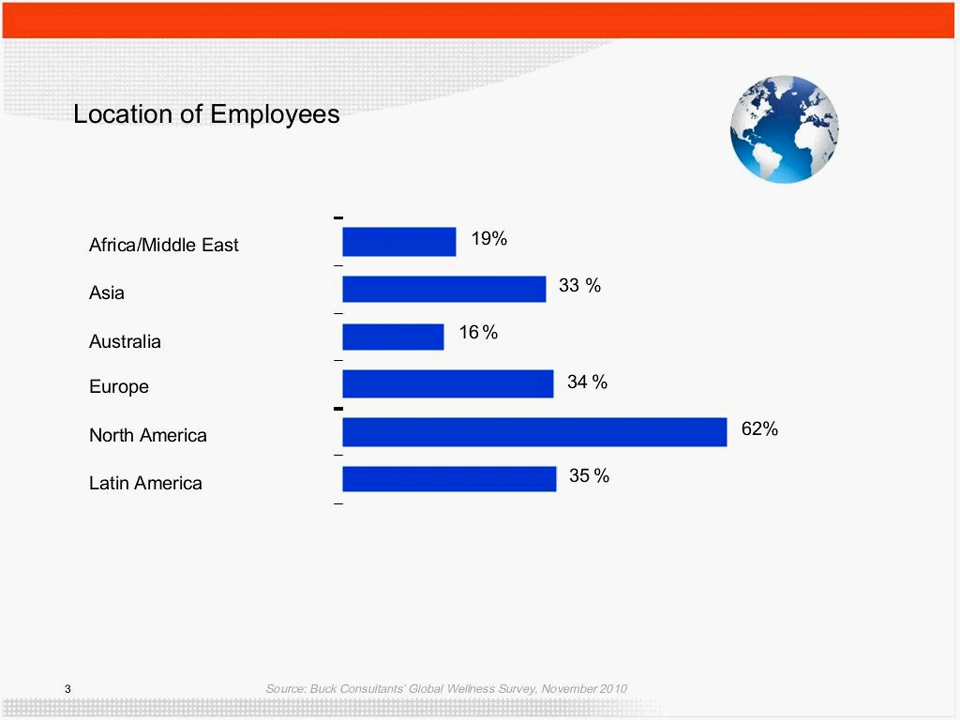 Location of Employees
Africa/Middle East 19%
Asia 33 %
Australia 16 %
Europe 34 %
North America 62%
Latin America 35 %
3 Source: Buck Consultants' Global Wellness Survey, November 2010